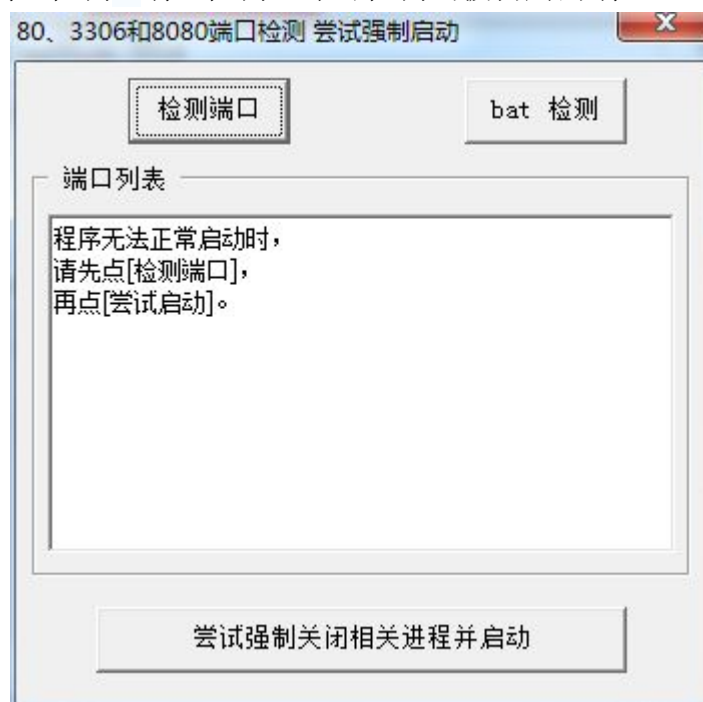 80、3306和8080端口检测 尝试强制启动
检测端口
bat 检测
端口列表
程序无法正常启动时，
请先点[检测端口]，
再点[尝试启动]。
尝试强制关闭相关进程并启动